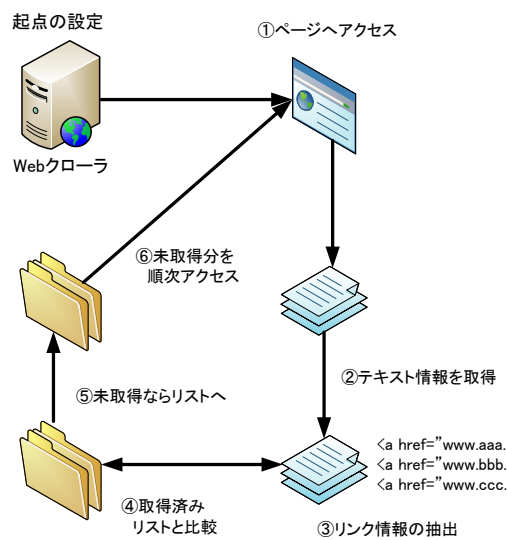 起点の設定
①ページへアクセス
Webクローラ
⑥未取得分を
順次アクセス
②テキスト情報を取得
⑤未取得ならリストへ
<a href=”www.aaa.
<a href=”www.bbb.
<a href=”www.ccc.
④取得済み
リストと比較
③リンク情報の抽出